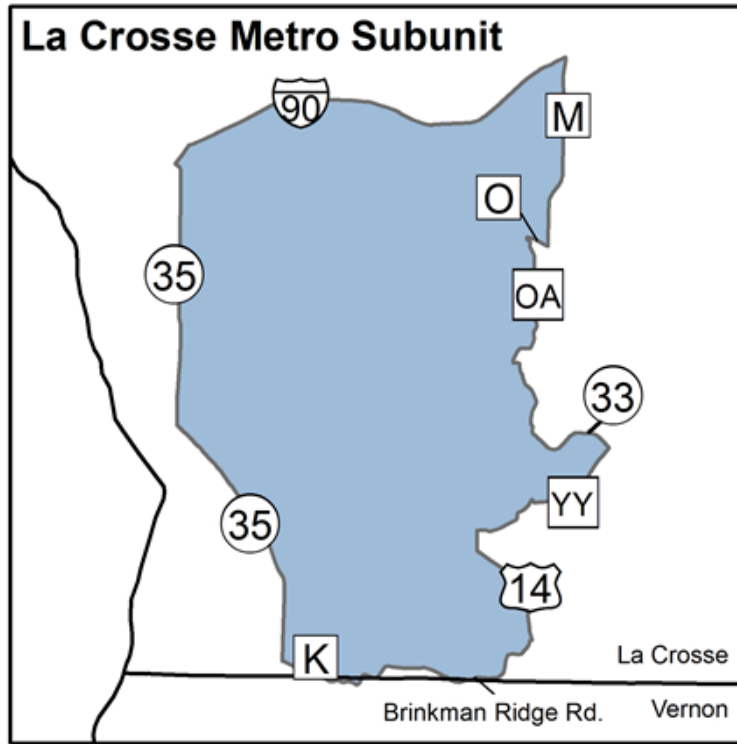 La Crosse Metro Subunit
90
M
O
35
OA
33
35
YY
14
K
La Crosse
Brinkman Ridge Rd.
Vernon